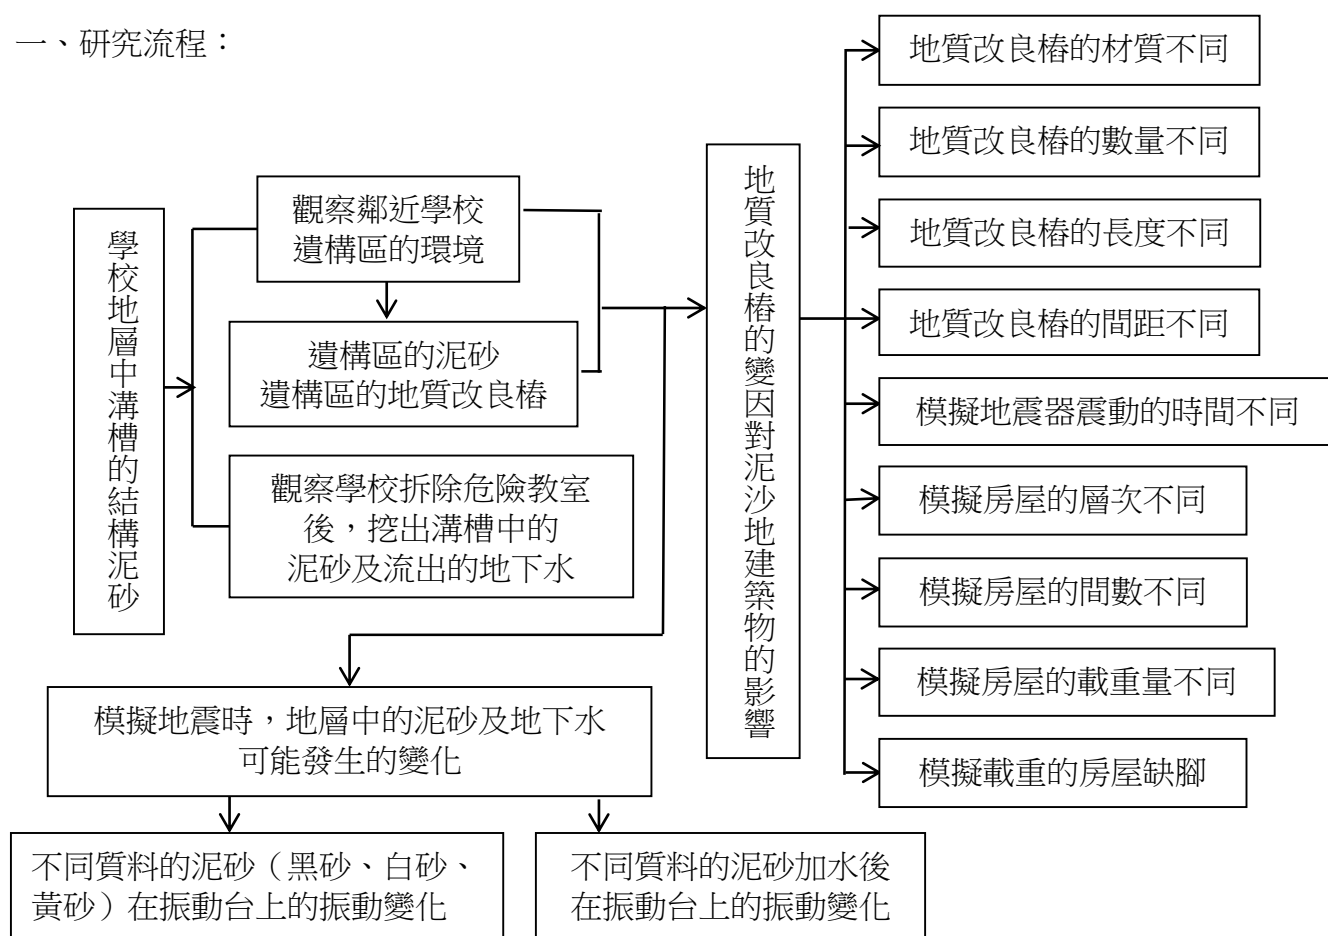 一、研究流程：
學校地層中溝槽的結構泥砂
觀察鄰近學校
遺構區的環境
遺構區的泥砂
遺構區的地質改良樁
觀察學校拆除危險教室
後，挖出溝槽中的
泥砂及流出的地下水
模擬地震時，地層中的泥砂及地下水
可能發生的變化
不同質料的泥砂（黑砂、白砂、
黃砂）在振動台上的振動變化
不同質料的泥砂加水後
在振動台上的振動變化
地質改良樁的變因對泥沙地建築物的影響
地質改良樁的材質不同
地質改良樁的數量不同
地質改良樁的長度不同
地質改良樁的間距不同
模擬地震器震動的時間不同
模擬房屋的層次不同
模擬房屋的間數不同
模擬房屋的載重量不同
模擬載重的房屋缺腳